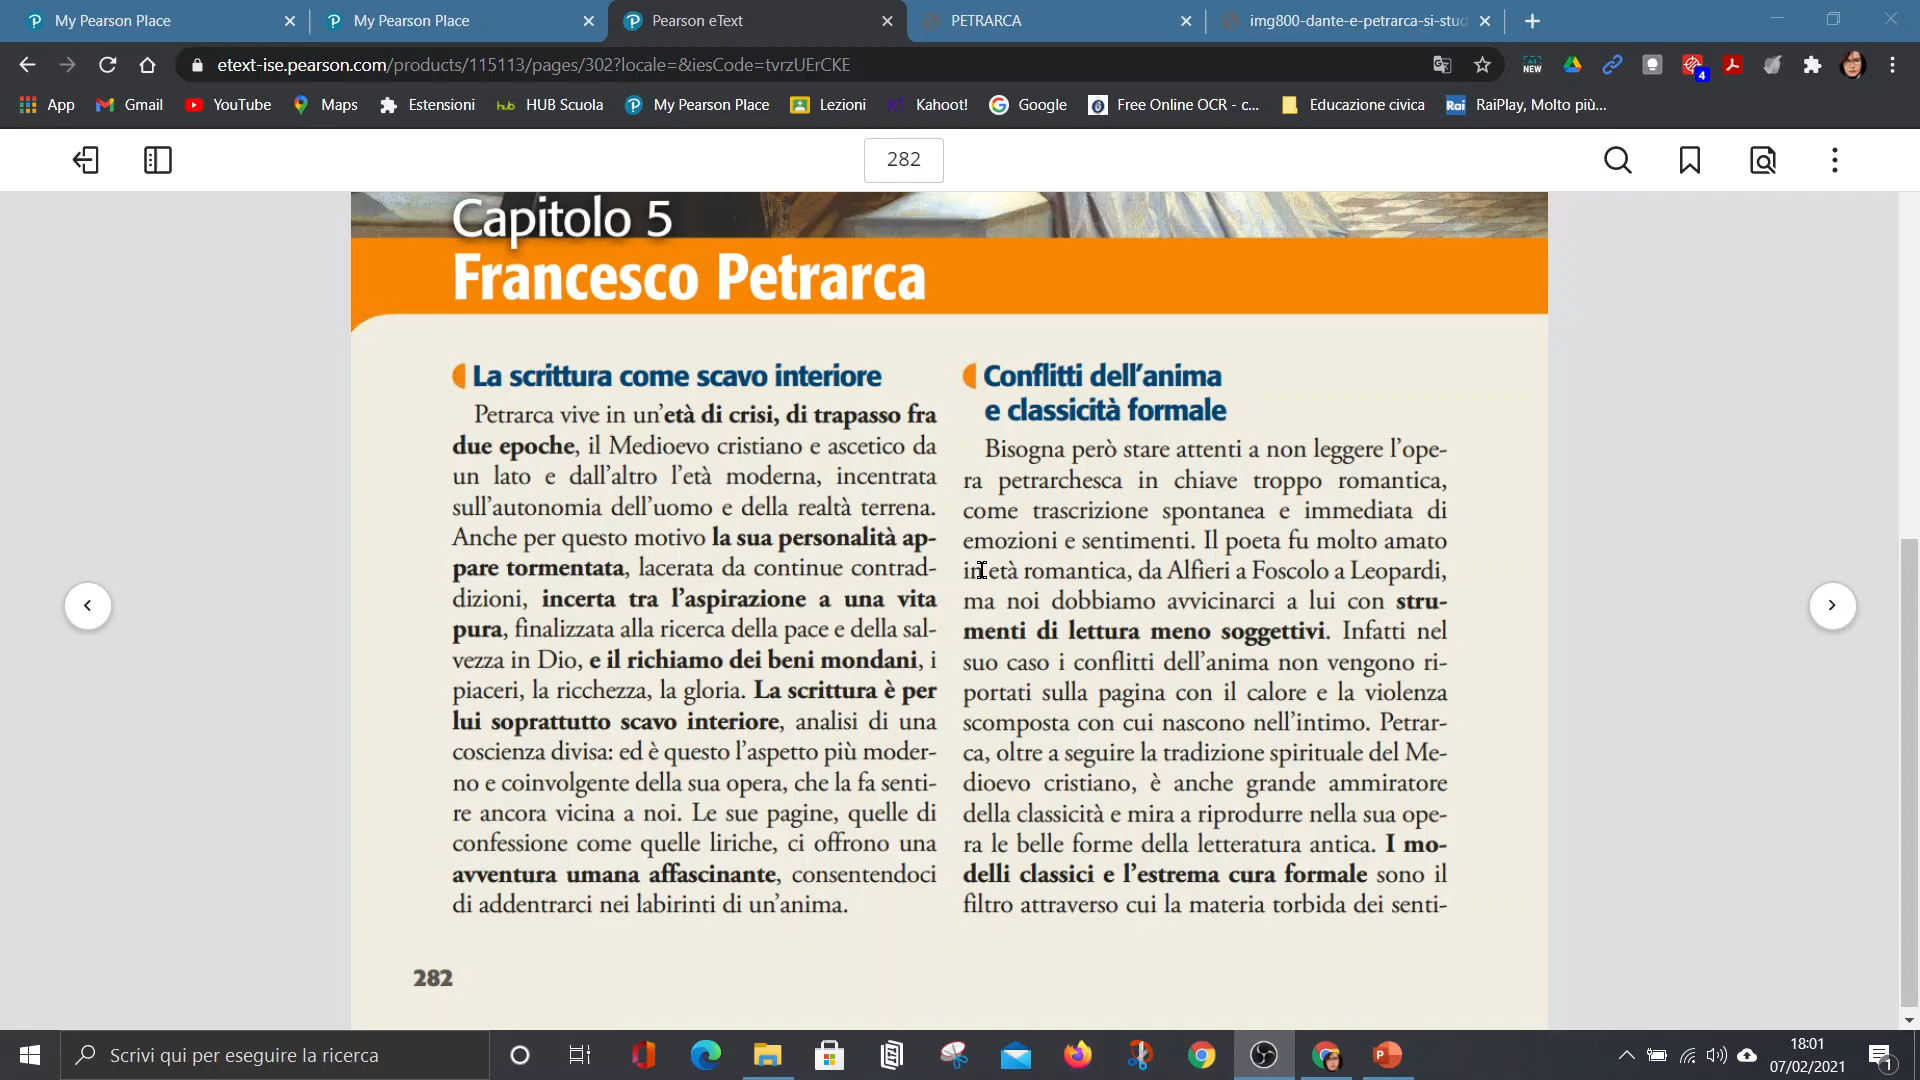 My Pearson Place
My Pearson Place
Pearson eText
PETRARCA
img800-dante-e-petrarca-si-stud
etext-ise.pearson.com/products/115113/pages/302?locale=&iesCode=tvrzUErCKE
NEW
4
App
Gmail
YouTube
Maps
Estensioni
hub HUB Scuola
My Pearson Place
Lezioni
K! Kahoot!
Google
Free Online OCR - c...
Educazione civica
Rai RaiPlay, Molto più...
282
Capitolo 5
Francesco Petrarca
La scrittura come scavo interiore
Petrarca vive in un'età di crisi, di trapasso fra
due epoche, il Medioevo cristiano e ascetico da
un lato e dall'altro l'età moderna, incentrata
sull'autonomia dell'uomo e della realtà terrena.
Anche per questo motivo la sua personalità ap-
pare tormentata, lacerata da continue contrad-
dizioni, incerta tra l'aspirazione a una vita
pura, finalizzata alla ricerca della pace e della sal-
vezza in Dio, e il richiamo dei beni mondani, i
piaceri, la ricchezza, la gloria. La scrittura è per
lui soprattutto scavo interiore, analisi di una
coscienza divisa: ed è questo l'aspetto più moder-
no e coinvolgente della sua opera, che la fa senti-
re ancora vicina a noi. Le sue pagine, quelle di
confessione come quelle liriche, ci offrono una
avventura umana affascinante, consentendoci
di addentrarci nei labirinti di un'anima.
Conflitti dell'anima
e classicità formale
Bisogna però stare attenti a non leggere l'ope-
ra petrarchesca in chiave troppo romantica,
come trascrizione spontanea e immediata di
emozioni e sentimenti. Il poeta fu molto amato
in età romantica, da Alfieri a Foscolo a Leopardi,
ma noi dobbiamo avvicinarci a lui con stru-
menti di lettura meno soggettivi. Infatti nel
suo caso i conflitti dell'anima non vengono ri-
portati sulla pagina con il calore e la violenza
scomposta con cui nascono nell'intimo. Petrar-
ca, oltre a seguire la tradizione spirituale del Me-
dioevo cristiano, è anche grande ammiratore
della classicità e mira a riprodurre nella sua ope-
ra le belle forme della letteratura antica. I mo-
delli classici e l'estrema cura formale sono il
filtro attraverso cui la materia torbida dei senti-
282
Scrivi qui per eseguire la ricerca
18:01
07/02/2021
1